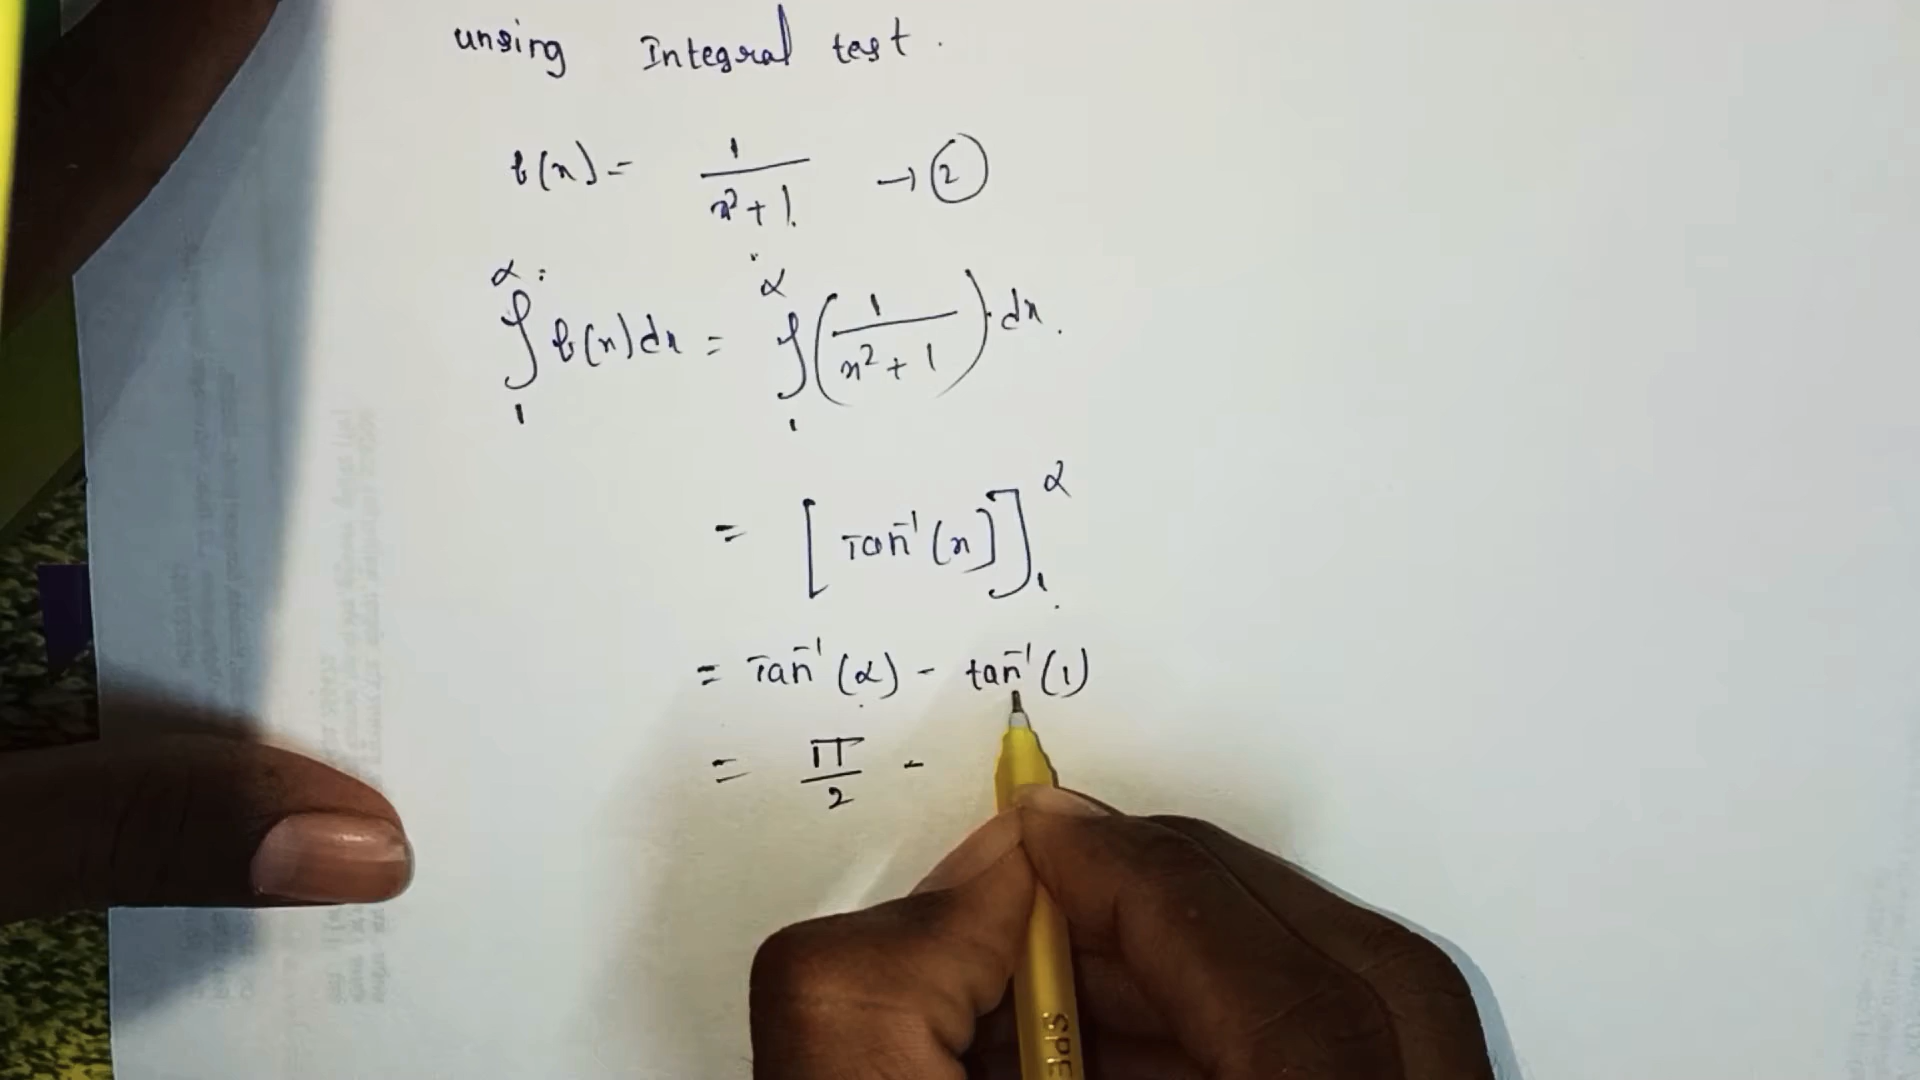 unsing Integral test.
f(x) = 1/(x²+1). → ②
∫₁^α f(x)dx = ∫₁^α (1/(x²+1)).dx.
= [Tan⁻¹(x)]₁^α
= Tan⁻¹(α) - tan⁻¹(1)
= π/2 -